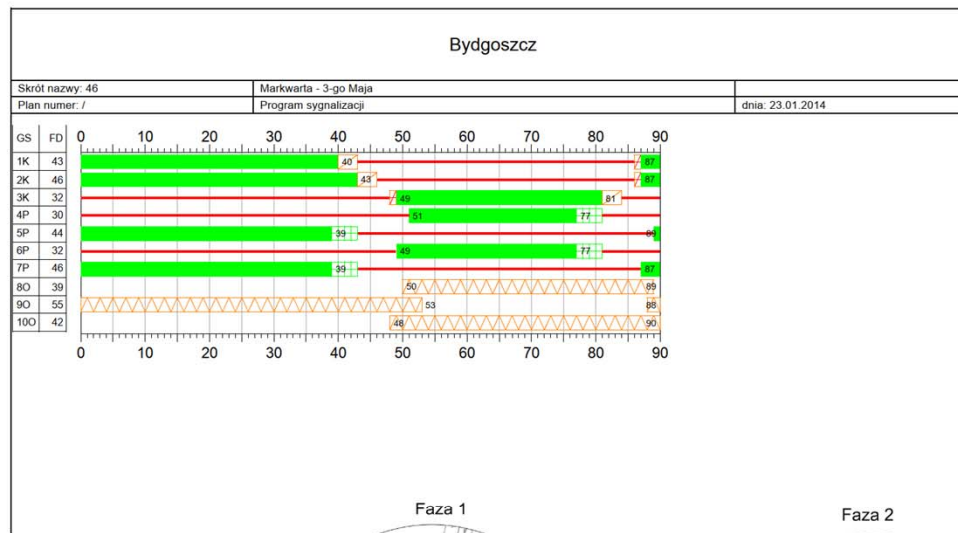 Bydgoszcz
Skrót nazwy: 46 Markwarta - 3-go Maja
Plan numer: / Program sygnalizacji dnia: 23.01.2014
GS FD 0 10 20 30 40 50 60 70 80 90
1K 43 40 87
2K 46 43 87
3K 32 49 81
4P 30 51 77
5P 44 39 89
6P 32 49 77
7P 46 39 87
8O 39 50 89
9O 55 53 88
10O 42 48 90
0 10 20 30 40 50 60 70 80 90
Faza 1 Faza 2